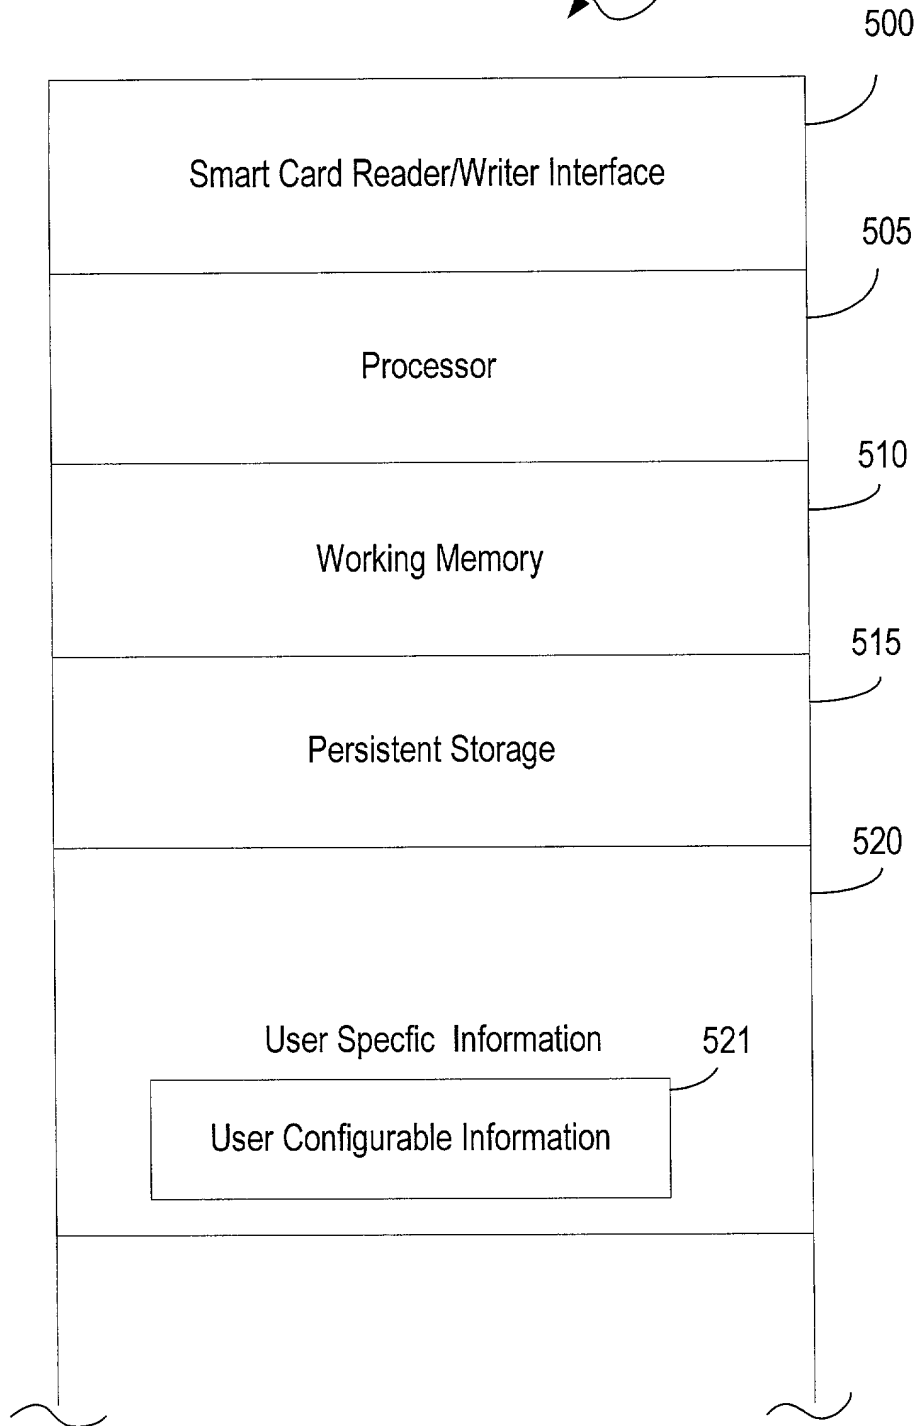 500
Smart Card Reader/Writer Interface
505
Processor
510
Working Memory
515
Persistent Storage
520
User Specfic Information
521
User Configurable Information